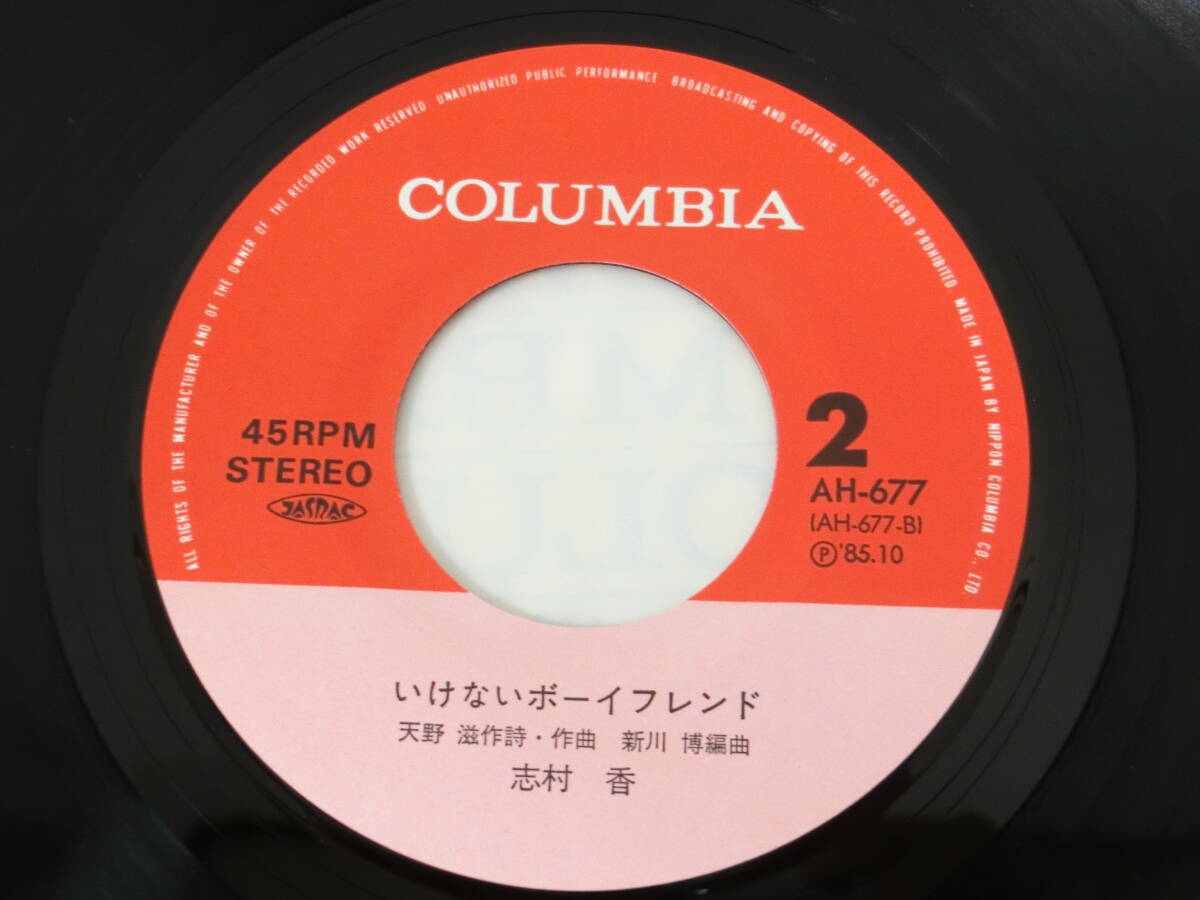 ALL RIGHTS OF THE MANUFACTURER AND OF THE OWNER OF THE RECORDED WORK RESERVED. UNAUTHORIZED PUBLIC PERFORMANCE. BROADCASTING AND COPYING OF THIS RECORD PROHIBITED. MADE IN JAPAN BY NIPPON COLUMBIA CO., LTD.
COLUMBIA
45RPM
STEREO
JASRAC
2
AH-677
(AH-677-B)
Ⓟ'85.10
いけないボーイフレンド
天野 滋作詩・作曲 新川 博編曲
志村 香